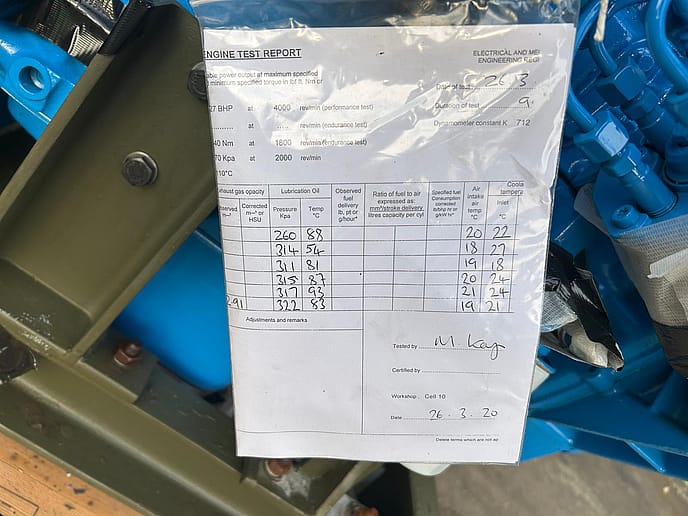 ENGINE TEST REPORT
ELECTRICAL AND ME
ENGINEERING REGI
able power output at maximum specified
minimum specified torque in lbf ft, Nm or
Date of test 26 3
27 BHP at 4000 rev/min (performance test)
Duration of test 9
at .... rev/min (endurance test)
Dynamometer constant K 712
40 Nm at 1800 rev/min (endurance test)
70 Kpa at 2000 rev/min
110°C
xhaust gas opacity
Lubrication Oil
Observed fuel delivery lb, pt or g/hour*
Ratio of fuel to air expressed as: mm³/stroke delivery litres capacity per cyl
Specified fuel Consumption corrected lb/bhp hr or g/kW hr*
Air intake air temp °C
Coola tempera
served m⁻¹
Corrected m⁻¹ or HSU
Pressure Kpa
Temp °C
Inlet °C
260 88 20 22
314 54 18 27
311 81 19 18
315 87 20 24
317 93 21 24
291 322 83 19 21
Adjustments and remarks
Tested by M. Kay
Certified by
Workshop Cell 10
Date 26.3.20
Delete terms which are not ap